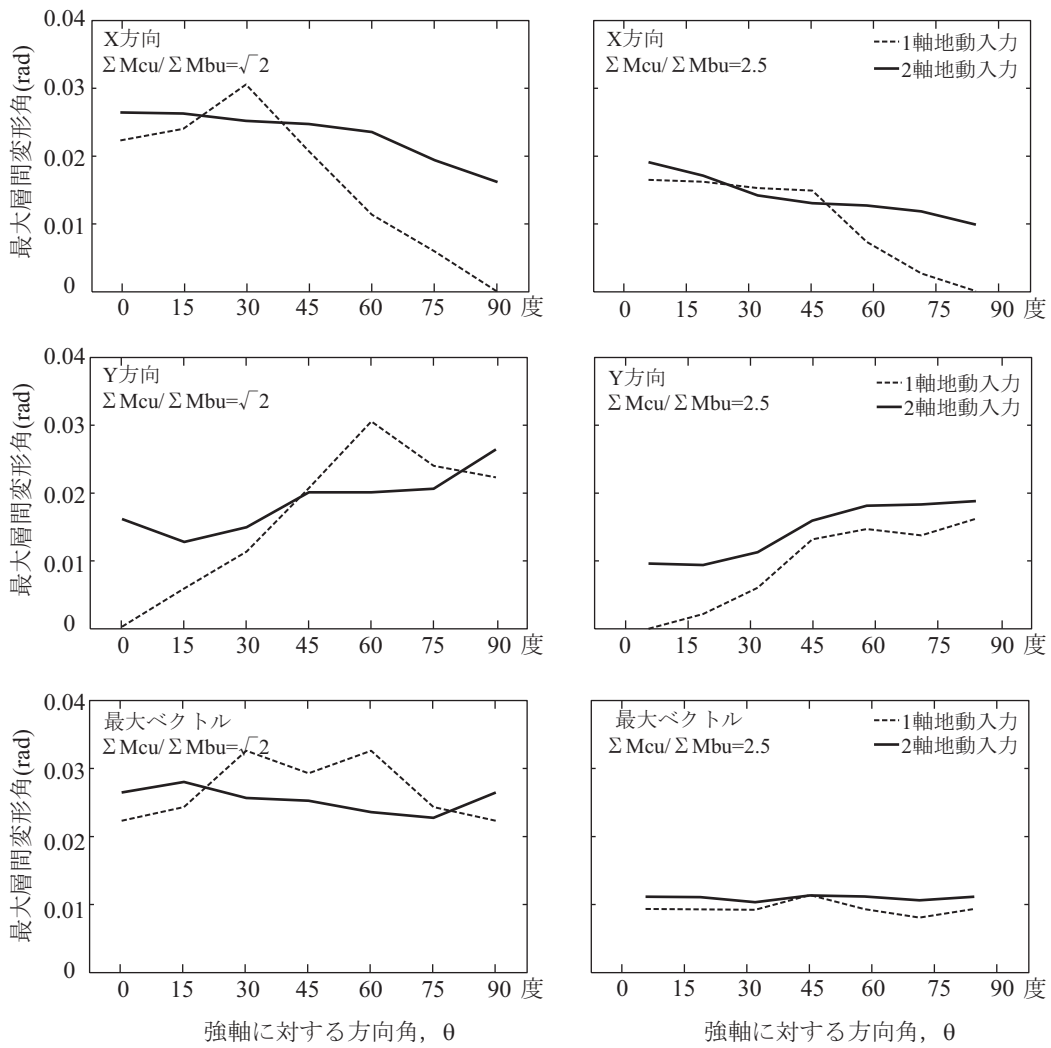 最大層間変形角(rad)
0.04
0.03
0.02
0.01
0
X方向
ΣMcu/ΣMbu=√2
0 15 30 45 60 75 90 度
X方向
ΣMcu/ΣMbu=2.5
1軸地動入力
2軸地動入力
0 15 30 45 60 75 90 度
最大層間変形角(rad)
0.04
0.03
0.02
0.01
0
Y方向
ΣMcu/ΣMbu=√2
0 15 30 45 60 75 90 度
Y方向
ΣMcu/ΣMbu=2.5
1軸地動入力
2軸地動入力
0 15 30 45 60 75 90 度
最大層間変形角(rad)
0.04
0.03
0.02
0.01
0
最大ベクトル
ΣMcu/ΣMbu=√2
0 15 30 45 60 75 90 度
強軸に対する方向角，θ
最大ベクトル
ΣMcu/ΣMbu=2.5
1軸地動入力
2軸地動入力
0 15 30 45 60 75 90 度
強軸に対する方向角，θ